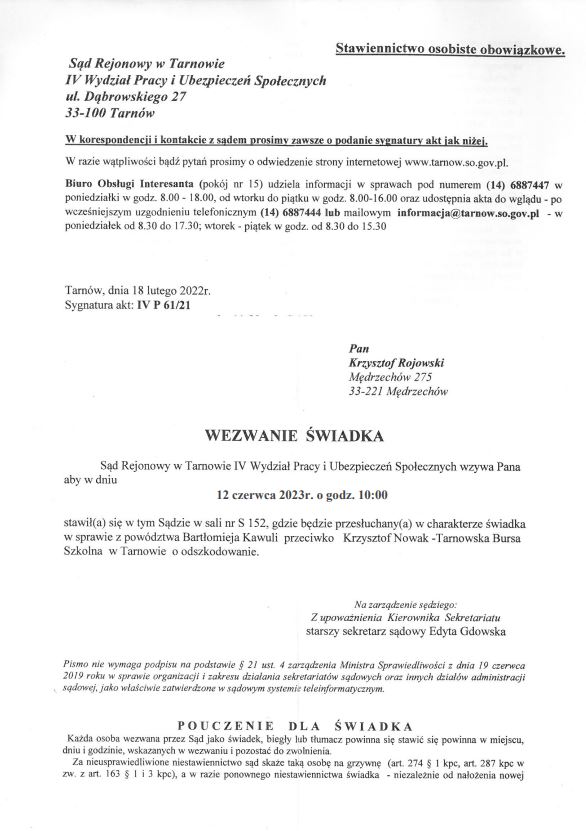 Stawiennictwo osobiste obowiązkowe.
Sąd Rejonowy w Tarnowie
IV Wydział Pracy i Ubezpieczeń Społecznych
ul. Dąbrowskiego 27
33-100 Tarnów
W korespondencji i kontakcie z sądem prosimy zawsze o podanie sygnatury akt jak niżej.
W razie wątpliwości bądź pytań prosimy o odwiedzenie strony internetowej www.tarnow.so.gov.pl.
Biuro Obsługi Interesanta (pokój nr 15) udziela informacji w sprawach pod numerem (14) 6887447 w
poniedziałki w godz. 8.00 - 18.00, od wtorku do piątku w godz. 8.00-16.00 oraz udostępnia akta do wglądu - po
wcześniejszym uzgodnieniu telefonicznym (14) 6887444 lub mailowym informacja@tarnow.so.gov.pl - w
poniedziałek od 8.30 do 17.30; wtorek - piątek w godz. od 8.30 do 15.30
Tarnów, dnia 18 lutego 2022r.
Sygnatura akt: IV P 61/21
Pan
Krzysztof Rojowski
Mędrzechów 275
33-221 Mędrzechów
WEZWANIE ŚWIADKA
Sąd Rejonowy w Tarnowie IV Wydział Pracy i Ubezpieczeń Społecznych wzywa Pana
aby w dniu
12 czerwca 2023r. o godz. 10:00
stawił(a) się w tym Sądzie w sali nr S 152, gdzie będzie przesłuchany(a) w charakterze świadka
w sprawie z powództwa Bartłomieja Kawuli przeciwko Krzysztof Nowak -Tarnowska Bursa
Szkolna w Tarnowie o odszkodowanie.
Na zarządzenie sędziego:
Z upoważnienia Kierownika Sekretariatu
starszy sekretarz sądowy Edyta Gdowska
Pismo nie wymaga podpisu na podstawie § 21 ust. 4 zarządzenia Ministra Sprawiedliwości z dnia 19 czerwca
2019 roku w sprawie organizacji i zakresu działania sekretariatów sądowych oraz innych działów administracji
sądowej, jako właściwie zatwierdzone w sądowym systemie teleinformatycznym.
POUCZENIE DLA ŚWIADKA
Każda osoba wezwana przez Sąd jako świadek, biegły lub tłumacz powinna się stawić się powinna w miejscu,
dniu i godzinie, wskazanych w wezwaniu i pozostać do zwolnienia.
Za nieusprawiedliwione niestawiennictwo sąd skaże taką osobę na grzywnę (art. 274 § 1 kpc, art. 287 kpc w
zw. z art. 163 § 1 i 3 kpc), a w razie ponownego niestawiennictwa świadka - niezależnie od nałożenia nowej